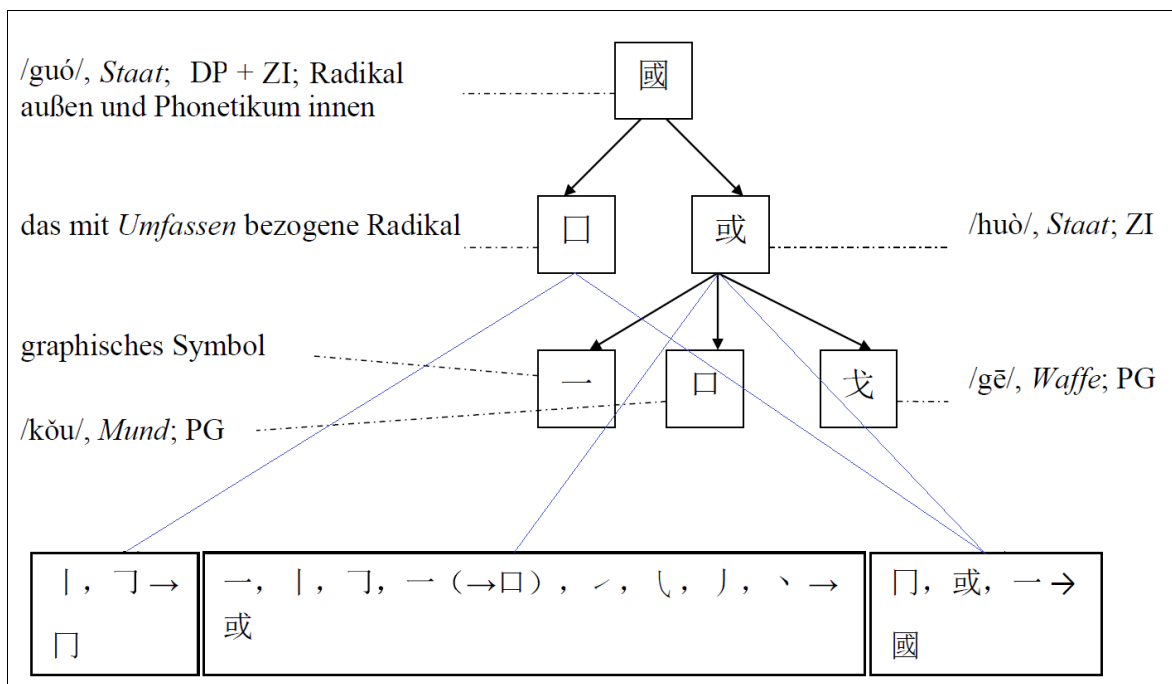 /guó/, Staat; DP + ZI; Radikal
außen und Phonetikum innen
國
das mit Umfassen bezogene Radikal
囗
或
/huò/, Staat; ZI
graphisches Symbol
一
口
戈
/gē/, Waffe; PG
/kǒu/, Mund; PG
丨，㇆→
冂
一，丨，㇆，一（→口），㇀，㇂，丿，丶→
或
冂，或，一→
國